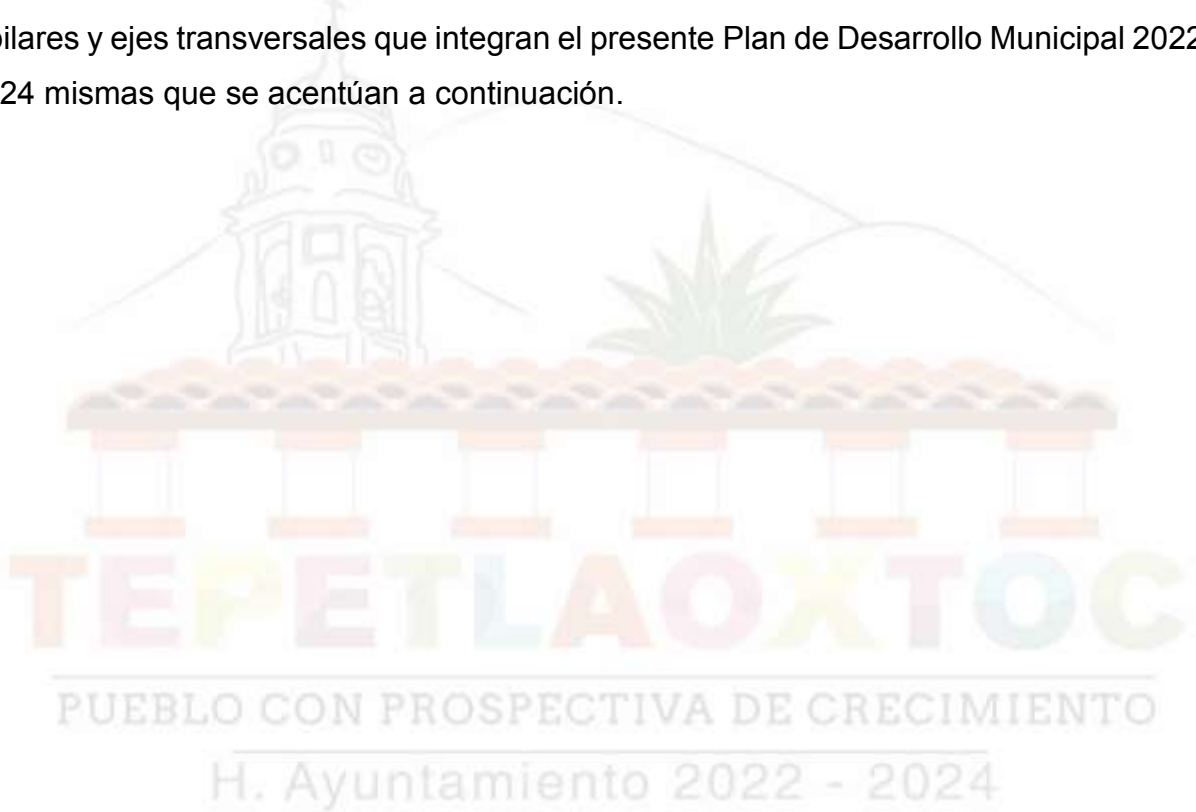 pilares y ejes transversales que integran el presente Plan de Desarrollo Municipal 2022
24 mismas que se acentúan a continuación.
TEPETLAOXTOC
PUEBLO CON PROSPECTIVA DE CRECIMIENTO
H. Ayuntamiento 2022 - 2024